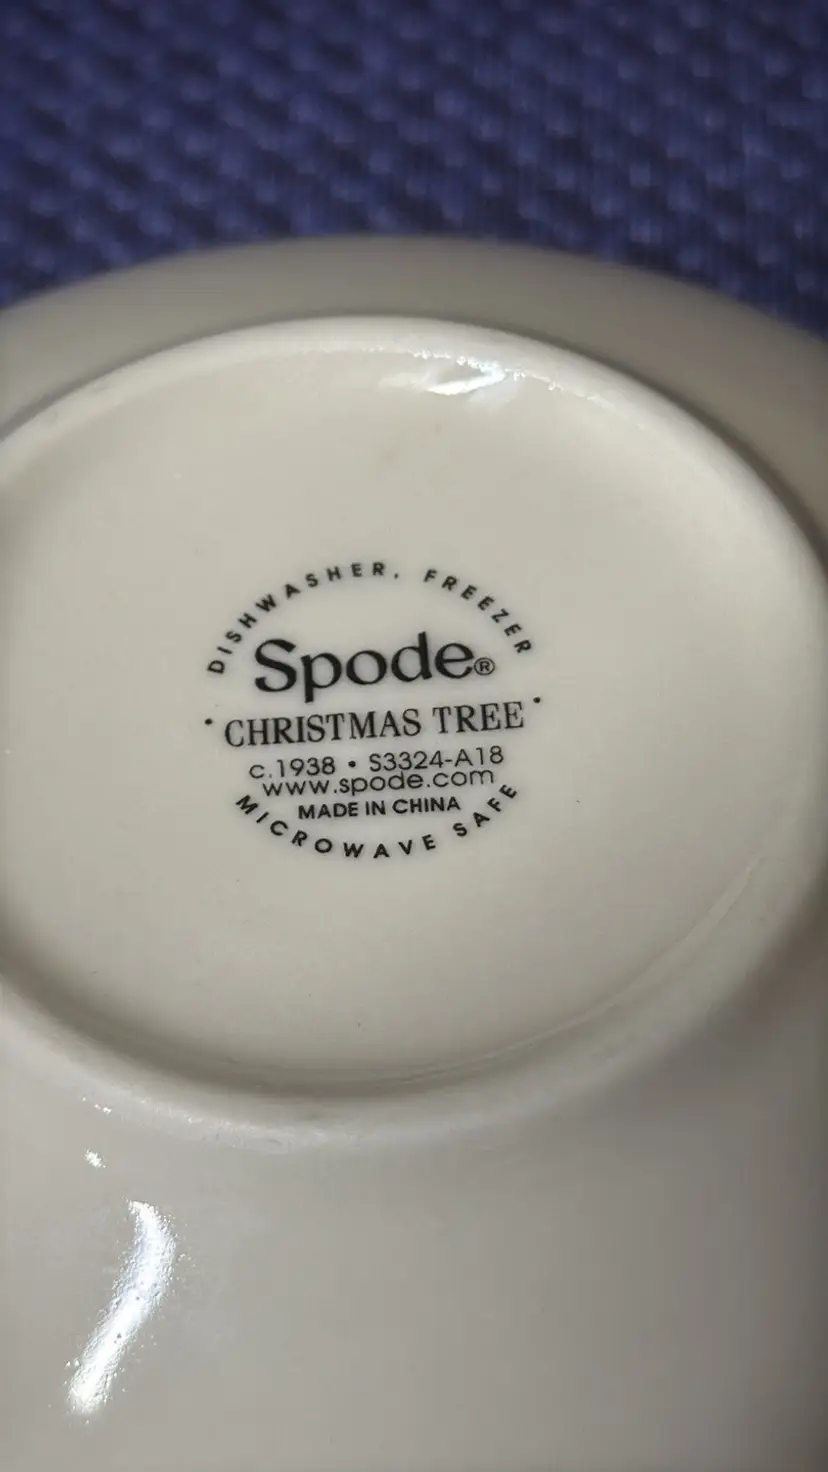 DISHWASHER, FREEZER
Spode®
• CHRISTMAS TREE •
c.1938 • S3324-A18
www.spode.com
MADE IN CHINA
MICROWAVE SAFE